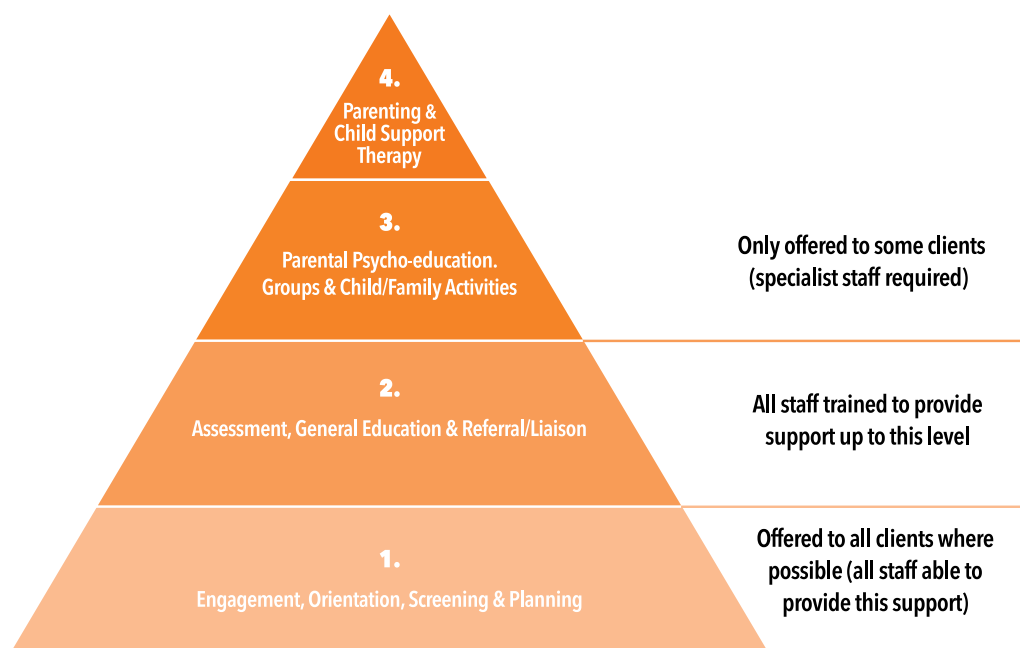 4.
Parenting &
Child Support
Therapy
3.
Parental Psycho-education.
Groups & Child/Family Activities
Only offered to some clients
(specialist staff required)
2.
Assessment, General Education & Referral/Liaison
All staff trained to provide
support up to this level
1.
Engagement, Orientation, Screening & Planning
Offered to all clients where
possible (all staff able to
provide this support)